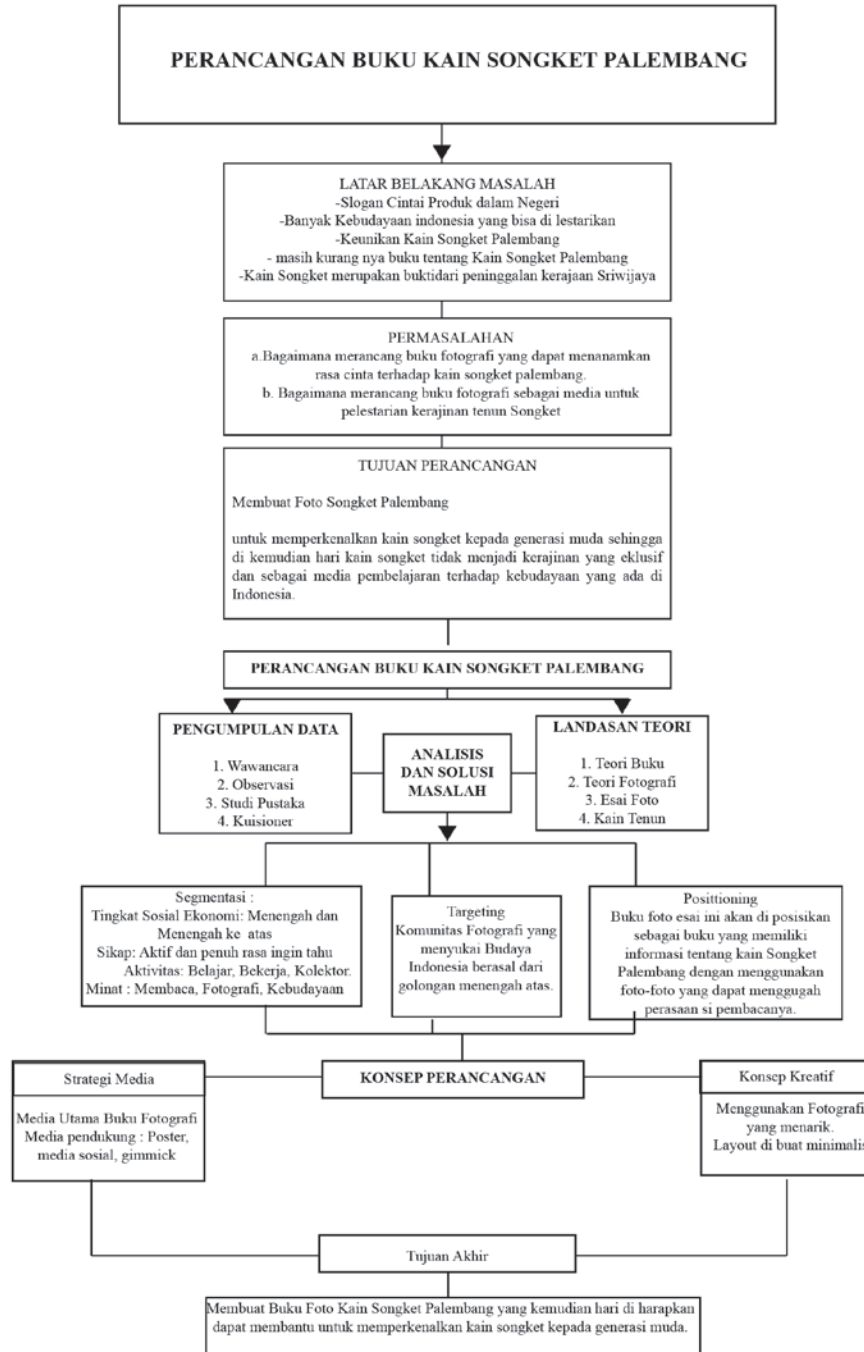 PERANCANGAN BUKU KAIN SONGKET PALEMBANG
LATAR BELAKANG MASALAH
-Slogan Cintai Produk dalam Negeri
-Banyak Kebudayaan indonesia yang bisa di lestarikan
-Keunikan Kain Songket Palembang
- masih kurang nya buku tentang Kain Songket Palembang
-Kain Songket merupakan buktidari peninggalan kerajaan Sriwijaya
PERMASALAHAN
a.Bagaimana merancang buku fotografi yang dapat menanamkan
rasa cinta terhadap kain songket palembang.
b. Bagaimana merancang buku fotografi sebagai media untuk
pelestarian kerajinan tenun Songket
TUJUAN PERANCANGAN
Membuat Foto Songket Palembang
untuk memperkenalkan kain songket kepada generasi muda sehingga
di kemudian hari kain songket tidak menjadi kerajinan yang eklusif
dan sebagai media pembelajaran terhadap kebudayaan yang ada di
Indonesia.
PERANCANGAN BUKU KAIN SONGKET PALEMBANG
PENGUMPULAN DATA
1. Wawancara
2. Observasi
3. Studi Pustaka
4. Kuisioner
ANALISIS
DAN SOLUSI
MASALAH
LANDASAN TEORI
1. Teori Buku
2. Teori Fotografi
3. Esai Foto
4. Kain Tenun
Segmentasi :
Tingkat Sosial Ekonomi: Menengah dan
Menengah ke atas
Sikap: Aktif dan penuh rasa ingin tahu
Aktivitas: Belajar, Bekerja, Kolektor.
Minat : Membaca, Fotografi, Kebudayaan
Targeting
Komunitas Fotografi yang
menyukai Budaya
Indonesia berasal dari
golongan menengah atas.
Posittioning
Buku foto esai ini akan di posisikan
sebagai buku yang memiliki
informasi tentang kain Songket
Palembang dengan menggunakan
foto-foto yang dapat menggugah
perasaan si pembacanya.
Strategi Media
Media Utama Buku Fotografi
Media pendukung : Poster,
media sosial, gimmick
KONSEP PERANCANGAN
Konsep Kreatif
Menggunakan Fotografi
yang menarik.
Layout di buat minimalis
Tujuan Akhir
Membuat Buku Foto Kain Songket Palembang yang kemudian hari di harapkan
dapat membantu untuk memperkenalkan kain songket kepada generasi muda.